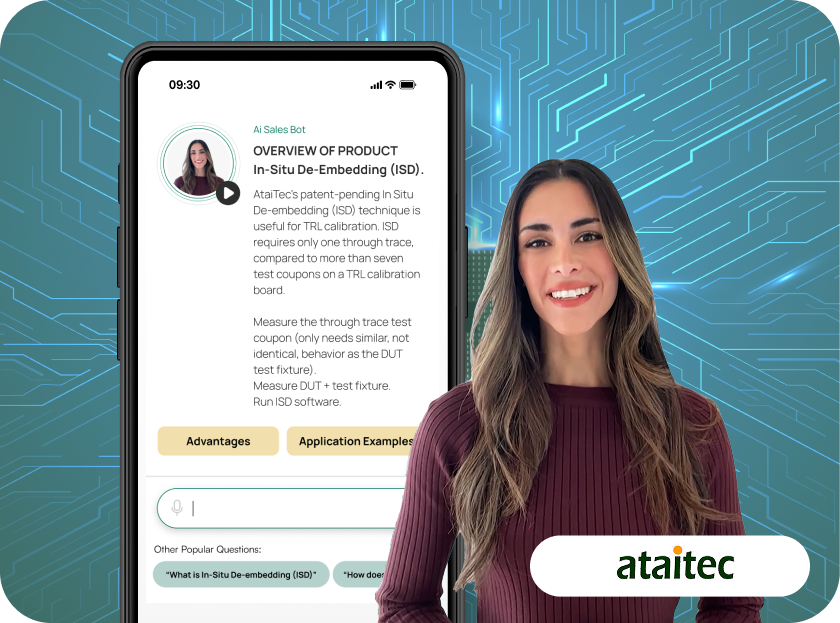 09:30
Ai Sales Bot
OVERVIEW OF PRODUCT
In-Situ De-Embedding (ISD).
AtaiTec's patent-pending In Situ
De-embedding (ISD) technique is
useful for TRL calibration. ISD
requires only one through trace,
compared to more than seven
test coupons on a TRL calibration
board.
Measure the through trace test
coupon (only needs similar, not
identical, behavior as the DUT
test fixture).
Measure DUT + test fixture.
Run ISD software.
Advantages
Application Examples
Other Popular Questions:
"What is In-Situ De-embedding (ISD)"
"How does
ataitec